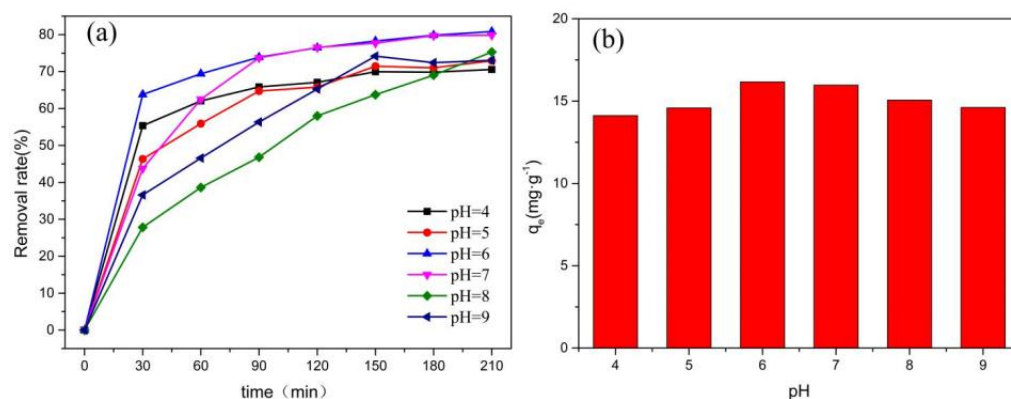 (a)
Removal rate(%)
80
70
60
50
40
30
20
10
0
pH=4
pH=5
pH=6
pH=7
pH=8
pH=9
0 30 60 90 120 150 180 210
time（min）
(b)
qe(mg·g-1)
20
15
10
5
0
4 5 6 7 8 9
pH